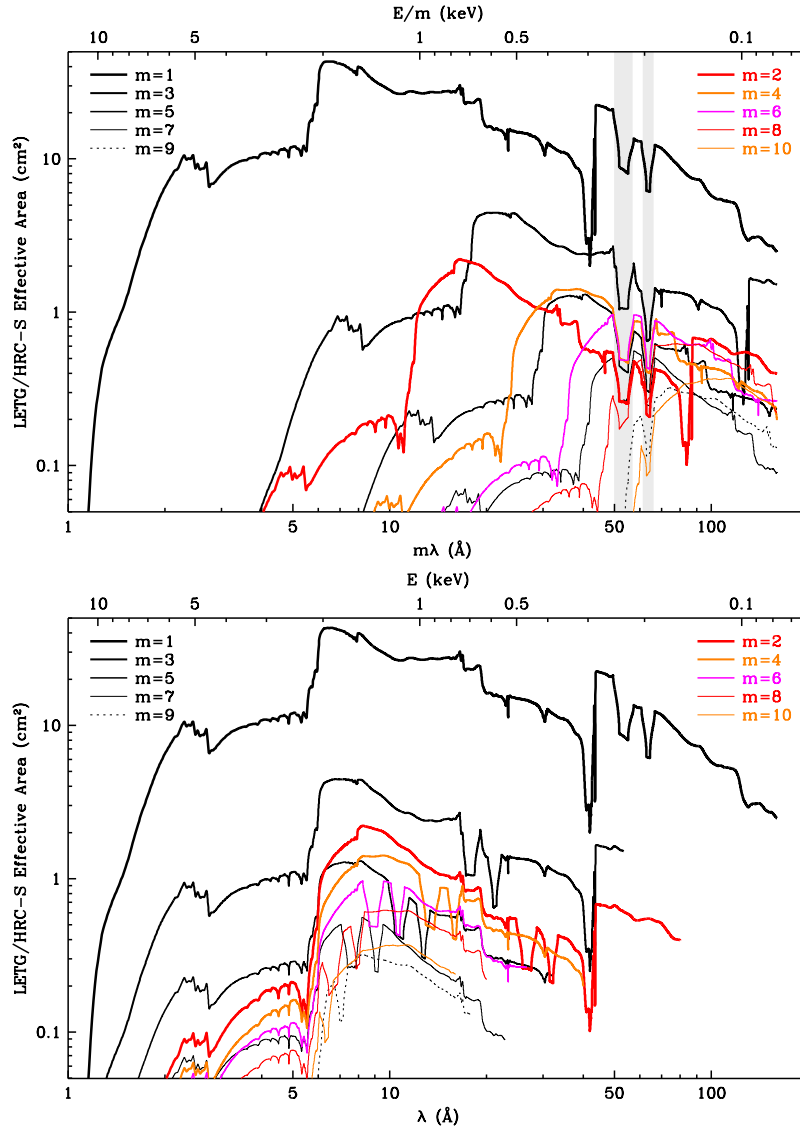 E/m (keV)
10 5 1 0.5 0.1
m=1 m=2
m=3 m=4
m=5 m=6
m=7 m=8
m=9 m=10
10
1
0.1
LETG/HRC-S Effective Area (cm²)
1 5 10 50 100
mλ (Å)
E (keV)
10 5 1 0.5 0.1
m=1 m=2
m=3 m=4
m=5 m=6
m=7 m=8
m=9 m=10
10
1
0.1
LETG/HRC-S Effective Area (cm²)
1 5 10 50 100
λ (Å)